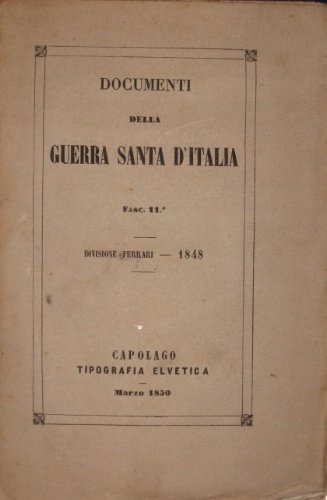 DOCUMENTI
DELLA
GUERRA SANTA D'ITALIA
Fasc. 11.º
DIVISIONE FERRARI — 1848
CAPOLAGO
TIPOGRAFIA ELVETICA
Marzo 1850